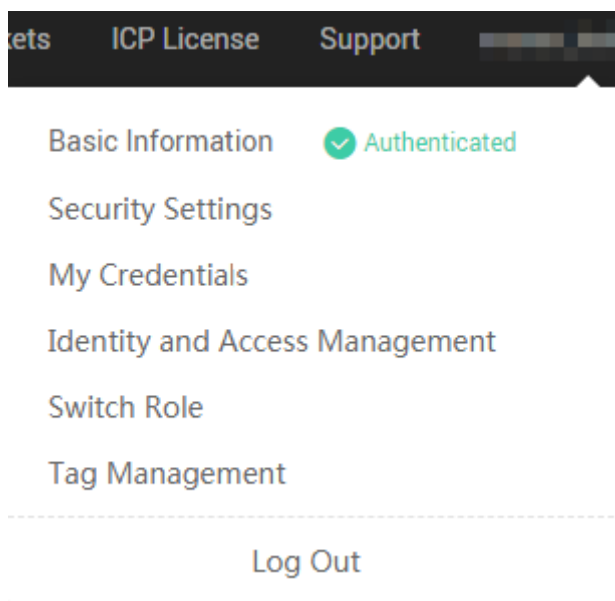 ICP License Support
Basic Information Authenticated
Security Settings
My Credentials
Identity and Access Management
Switch Role
Tag Management
Log Out